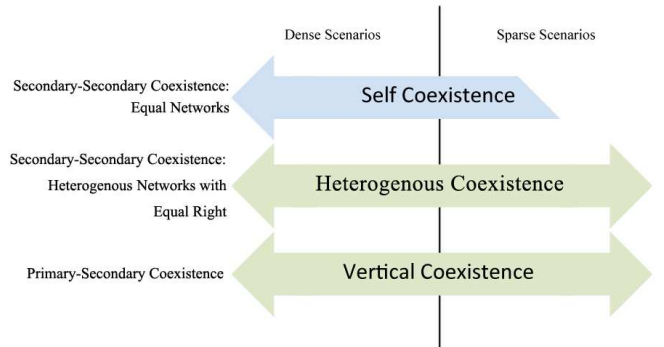 Dense Scenarios
Sparse Scenarios
Secondary-Secondary Coexistence:
Equal Networks
Self Coexistence
Secondary-Secondary Coexistence:
Heterogenous Networks with
Equal Right
Heterogenous Coexistence
Primary-Secondary Coexistence
Vertical Coexistence